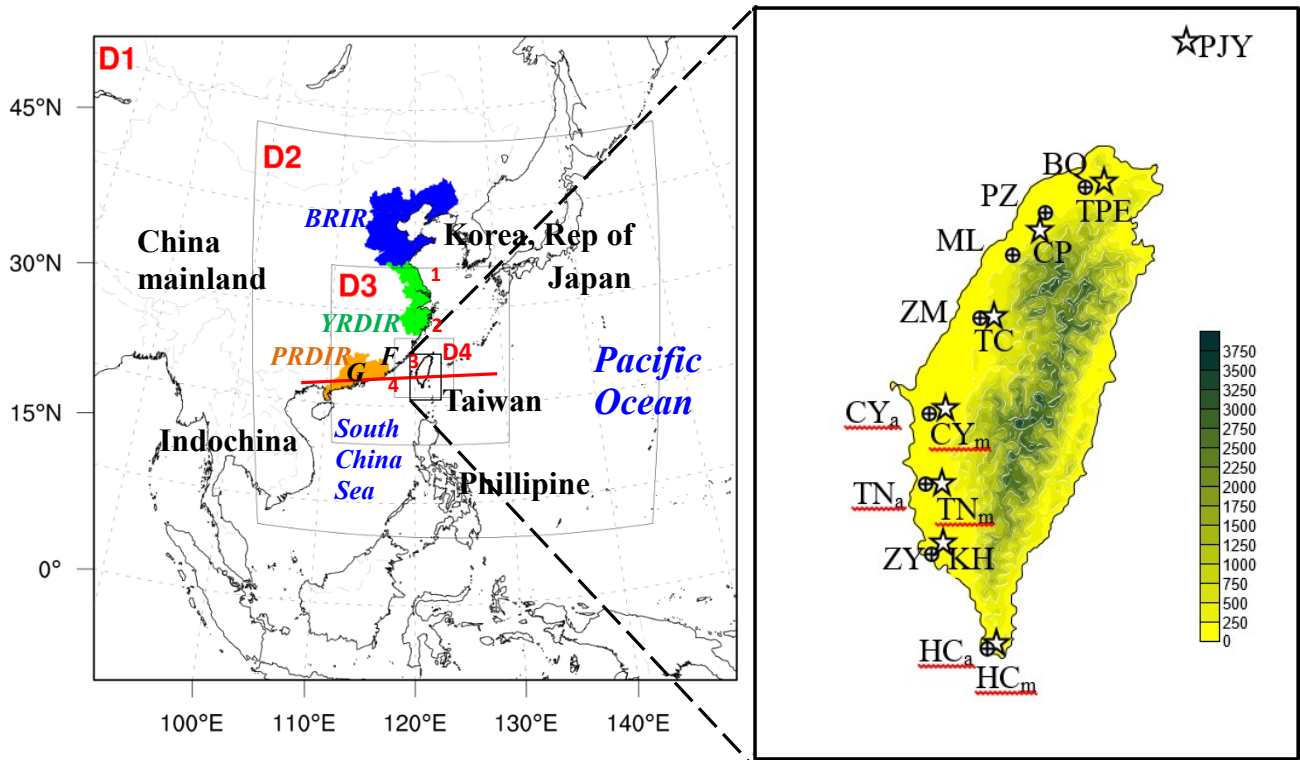 D1
45°N
D2
BRIR
China
mainland
Korea, Rep of
Japan
30°N
D3
1
YRDIR
2
PRDIR
F
3
D4
G
4
Pacific
Ocean
Taiwan
15°N
Indochina
South
China
Sea
Phillipine
0°
100°E
110°E
120°E
130°E
140°E
PJY
BQ
TPE
PZ
CP
ML
ZM
TC
CYa
CYm
TNa
TNm
ZY
KH
HCa
HCm
3750
3500
3250
3000
2750
2500
2250
2000
1750
1500
1250
1000
750
500
250
0